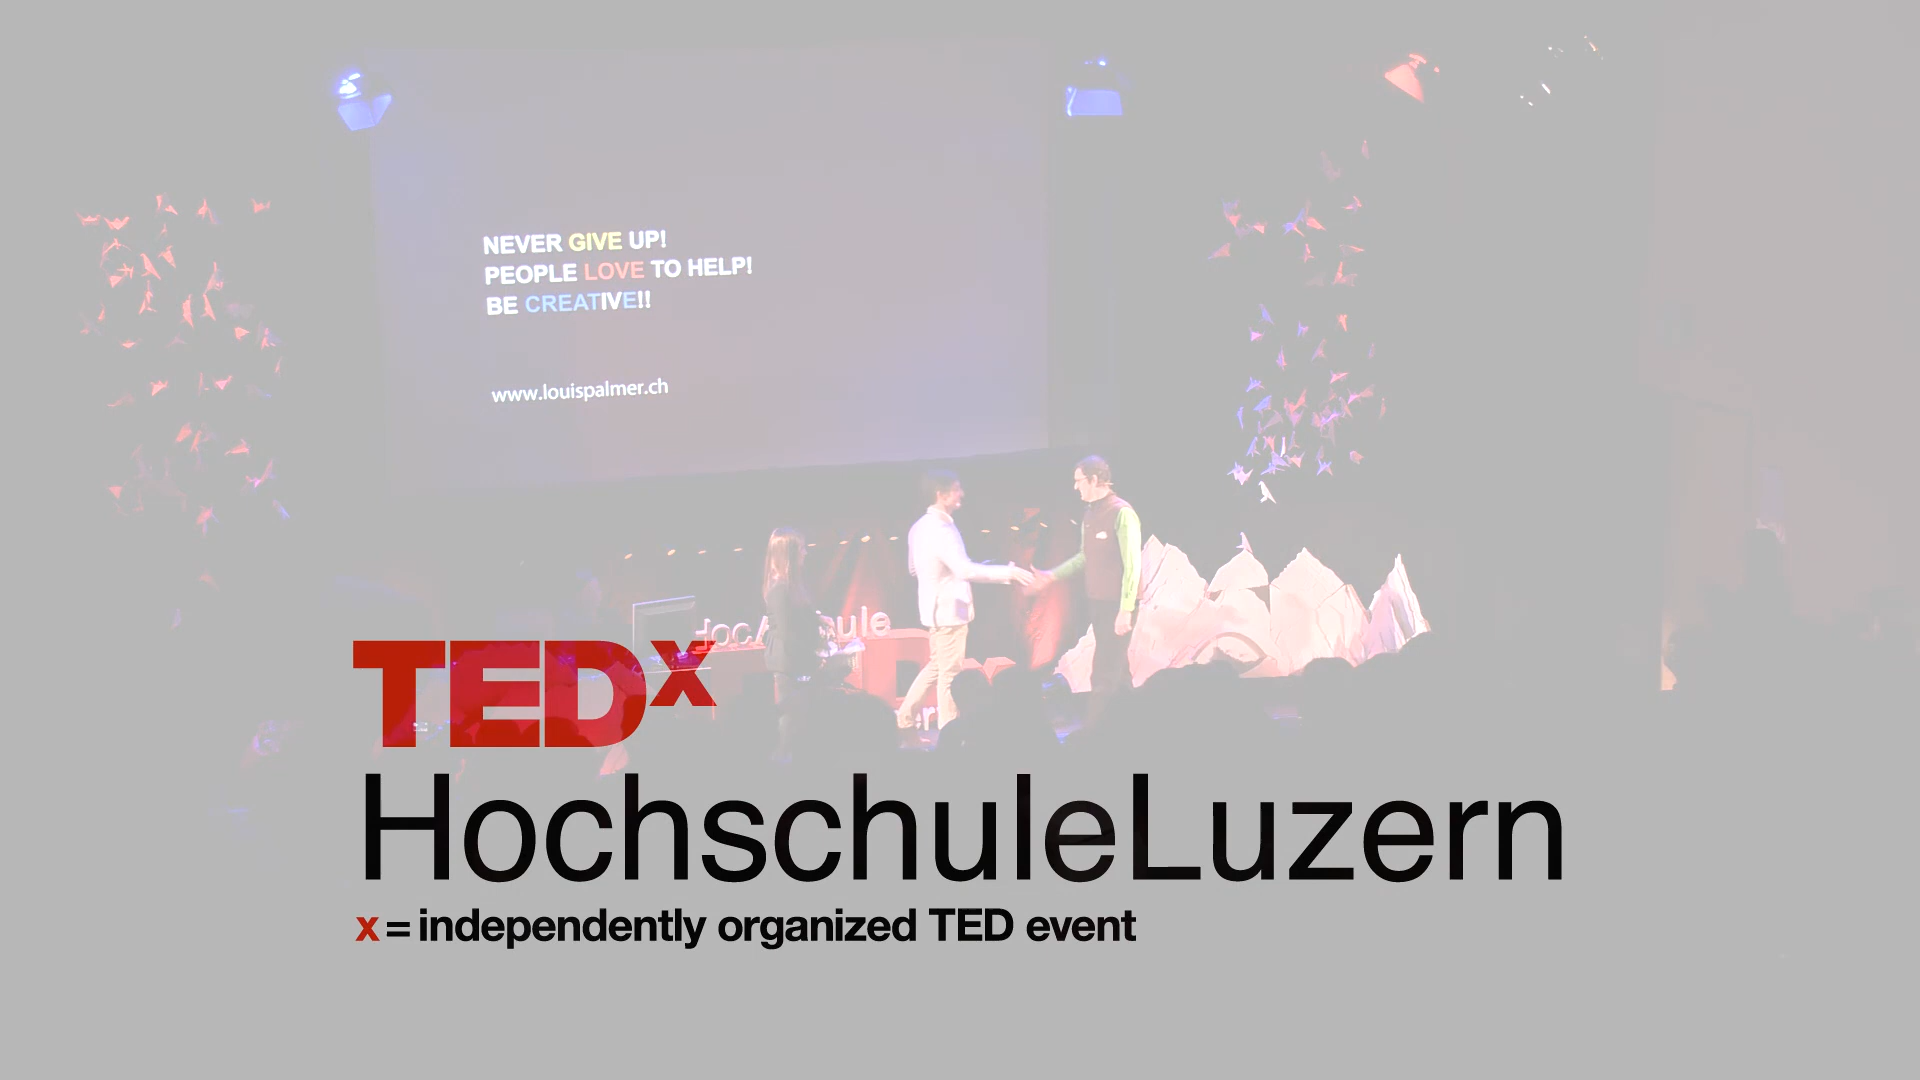 NEVER GIVE UP!
PEOPLE LOVE TO HELP!
BE CREATIVE!!
www.louispalmer.ch
TEDx
HochschuleLuzern
x = independently organized TED event